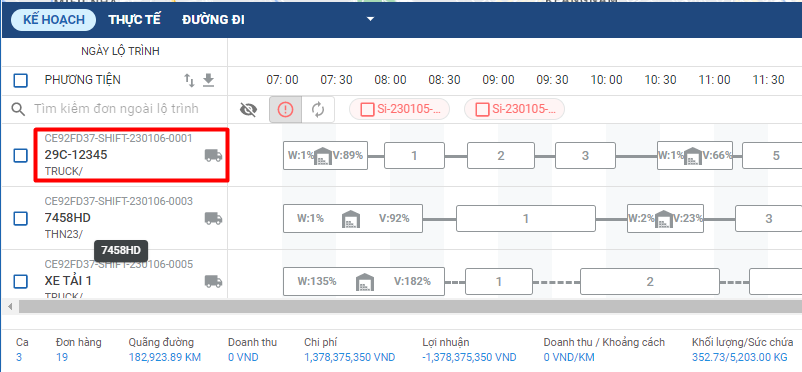 KẾ HOẠCH THỰC TẾ ĐƯỜNG ĐI
NGÀY LỘ TRÌNH
PHƯƠNG TIỆN 07: 00 07: 30 08: 00 08: 30 09: 00 09: 30 10: 00 10: 30 11: 00 11: 30
Tìm kiếm đơn ngoài lộ trình Si-230105-... Si-230105-...
CE92FD37-SHIFT-230106-0001
29C-12345 W:1% V:89% 1 2 3 W:1% V:66% 5
TRUCK/
CE92FD37-SHIFT-230106-0003
7458HD W:1% V:92% 1 W:2% V:23% 3
THN23/
7458HD
CE92FD37-SHIFT-230106-0005
XE TẢI 1 W:135% V:182% 1 2
TRUCK/
Ca Đơn hàng Quãng đường Doanh thu Chi phí Lợi nhuận Doanh thu / Khoảng cách Khối lượng/Sức chứa
3 19 182,923.89 KM 0 VND 1,378,375,350 VND -1,378,375,350 VND 0 VND/KM 352.73/5,203.00 KG